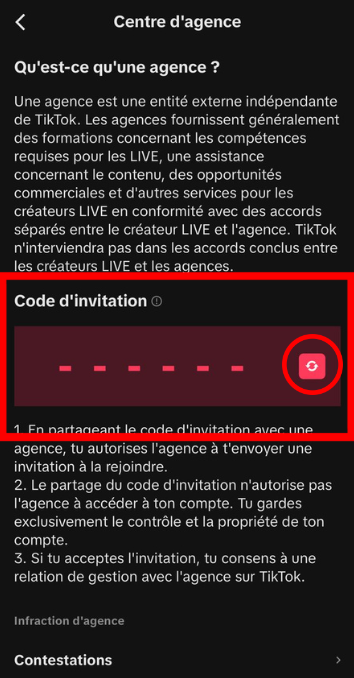 Centre d'agence
Qu'est-ce qu'une agence ?
Une agence est une entité externe indépendante
de TikTok. Les agences fournissent généralement
des formations concernant les compétences
requises pour les LIVE, une assistance
concernant le contenu, des opportunités
commerciales et d'autres services pour les
créateurs LIVE en conformité avec des accords
séparés entre le créateur LIVE et l'agence. TikTok
n'interviendra pas dans les accords conclus entre
les créateurs LIVE et les agences.
Code d'invitation
1. En partageant le code d'invitation avec une
agence, tu autorises l'agence à t'envoyer une
invitation à la rejoindre.
2. Le partage du code d'invitation n'autorise pas
l'agence à accéder à ton compte. Tu gardes
exclusivement le contrôle et la propriété de ton
compte.
3. Si tu acceptes l'invitation, tu consens à une
relation de gestion avec l'agence sur TikTok.
Infraction d'agence
Contestations